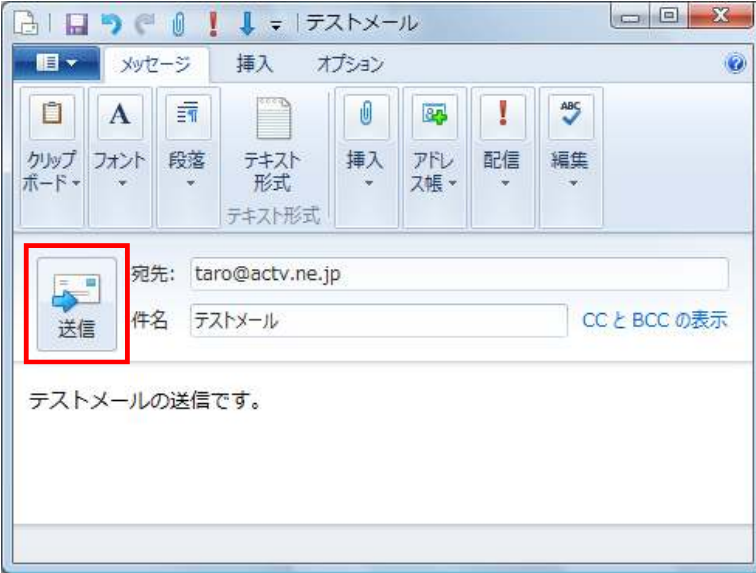 テストメール
メッセージ 挿入 オプション
クリップ
ボード
フォント
段落
テキスト
形式
テキスト形式
挿入
アドレ
ス帳
配信
ABC
編集
宛先: taro@actv.ne.jp
件名 テストメール CC と BCC の表示
送信
テストメールの送信です。